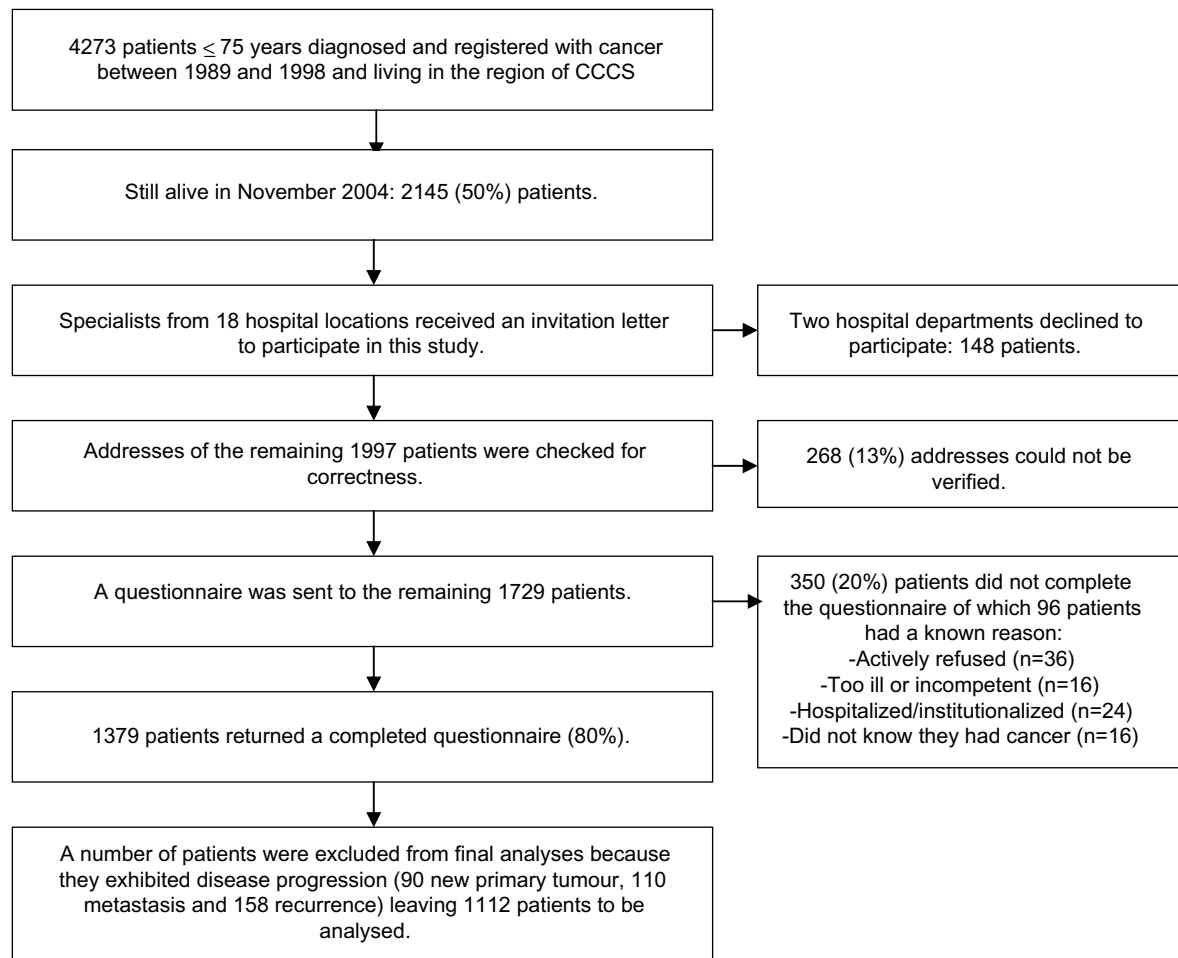 4273 patients ≤ 75 years diagnosed and registered with cancer
between 1989 and 1998 and living in the region of CCCS
Still alive in November 2004: 2145 (50%) patients.
Specialists from 18 hospital locations received an invitation letter
to participate in this study.
Two hospital departments declined to
participate: 148 patients.
Addresses of the remaining 1997 patients were checked for
correctness.
268 (13%) addresses could not be
verified.
A questionnaire was sent to the remaining 1729 patients.
350 (20%) patients did not complete
the questionnaire of which 96 patients
had a known reason:
-Actively refused (n=36)
-Too ill or incompetent (n=16)
-Hospitalized/institutionalized (n=24)
-Did not know they had cancer (n=16)
1379 patients returned a completed questionnaire (80%).
A number of patients were excluded from final analyses because
they exhibited disease progression (90 new primary tumour, 110
metastasis and 158 recurrence) leaving 1112 patients to be
analysed.